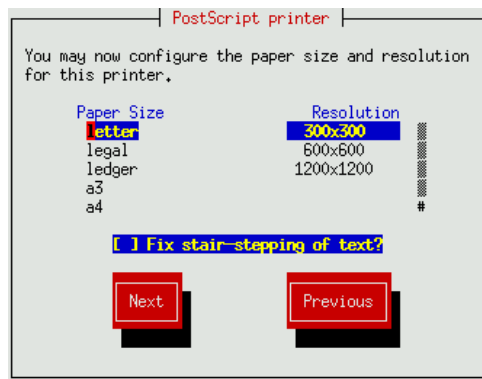 PostScript printer
You may now configure the paper size and resolution
for this printer.
Paper Size Resolution
letter 300x300
legal 600x600
ledger 1200x1200
a3
a4 #
[ ] Fix stair-stepping of text?
Next Previous